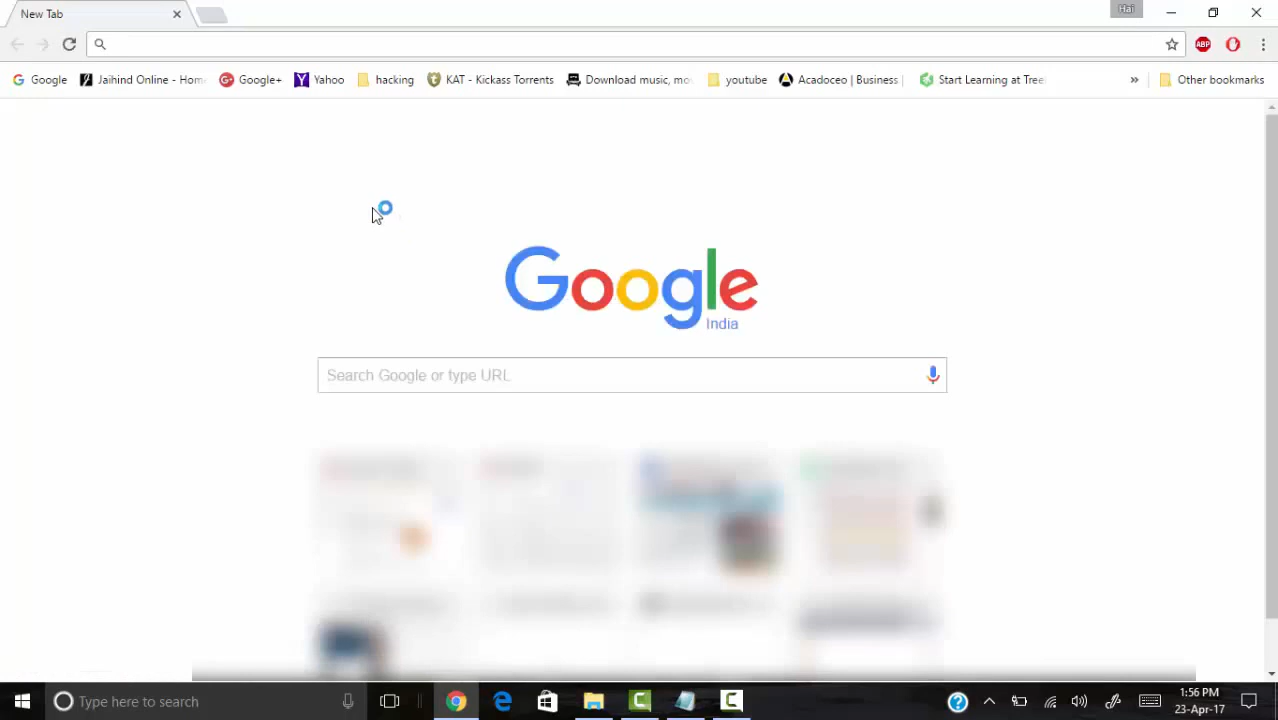 New Tab
Hai
Google
Jaihind Online - Hom
Google+
Yahoo
hacking
KAT - Kickass Torrents
Download music, mo
youtube
Acadoceo | Business
Start Learning at Tree
»
Other bookmarks
ABP
Google
India
Search Google or type URL
Type here to search
1:56 PM
23-Apr-17